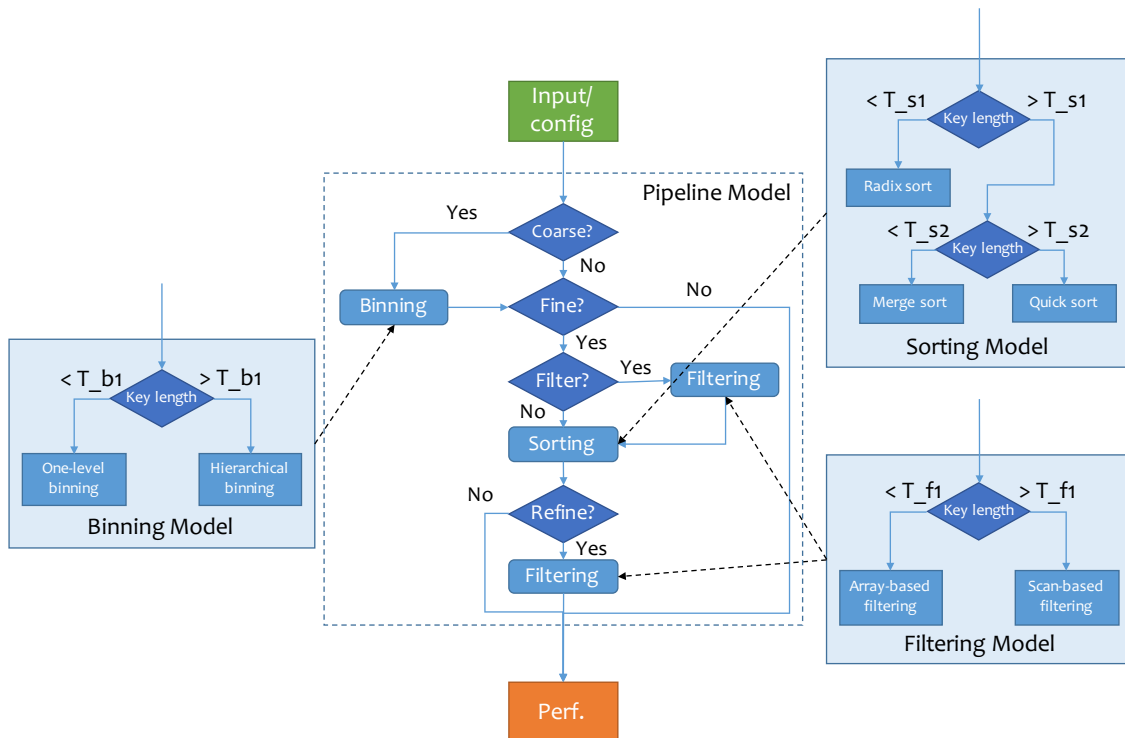 Input/
config
Pipeline Model
Yes
Coarse?
No
Binning
Fine?
No
Yes
Filter?
Yes
Filtering
No
Sorting
No
Refine?
Yes
Filtering
Perf.
< T_b1
> T_b1
Key length
One-level
binning
Hierarchical
binning
Binning Model
< T_s1
> T_s1
Key length
Radix sort
< T_s2
> T_s2
Key length
Merge sort
Quick sort
Sorting Model
< T_f1
> T_f1
Key length
Array-based
filtering
Scan-based
filtering
Filtering Model